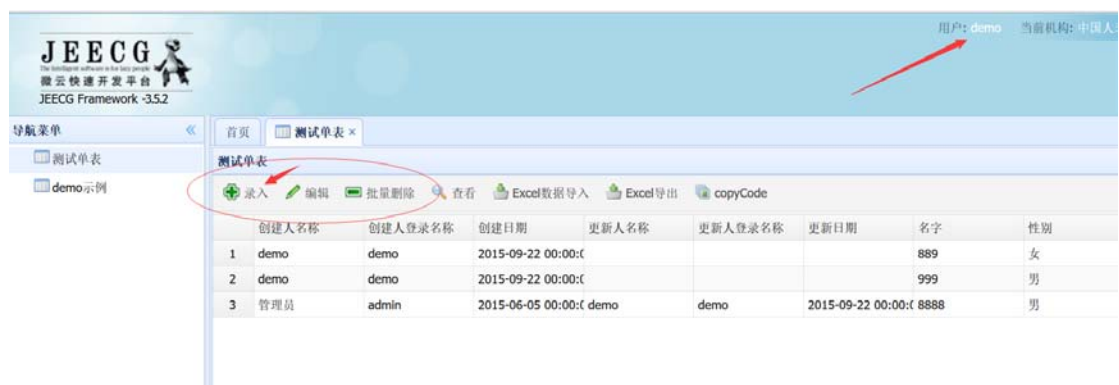 用户: demo 当前机构: 中国人
JEECG
The Intelligent software is for lazy people
微云快速开发平台
JEECG Framework -3.5.2
导航菜单
首页 测试单表 ×
测试单表
测试单表
demo示例
录入 编辑 批量删除 查看 Excel数据导入 Excel导出 copyCode
创建人名称 创建人登录名称 创建日期 更新人名称 更新人登录名称 更新日期 名字 性别
1 demo demo 2015-09-22 00:00:0 889 女
2 demo demo 2015-09-22 00:00:0 999 男
3 管理员 admin 2015-06-05 00:00:0 demo demo 2015-09-22 00:00:0 8888 男